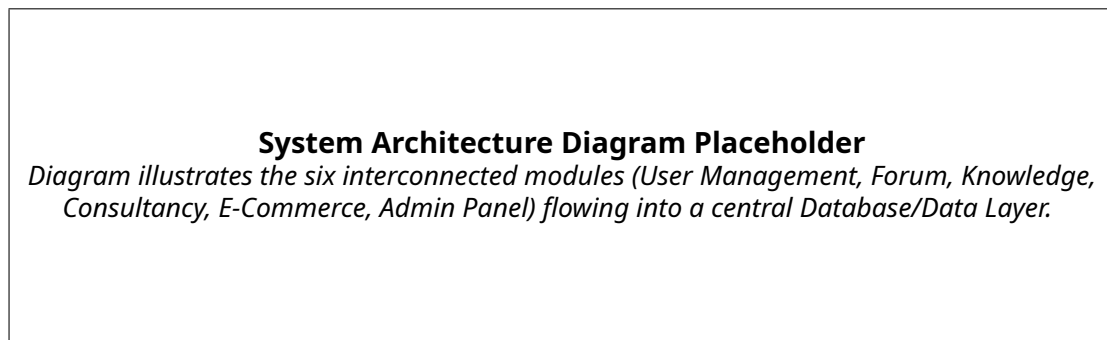 System Architecture Diagram Placeholder
Diagram illustrates the six interconnected modules (User Management, Forum, Knowledge,
Consultancy, E-Commerce, Admin Panel) flowing into a central Database/Data Layer.